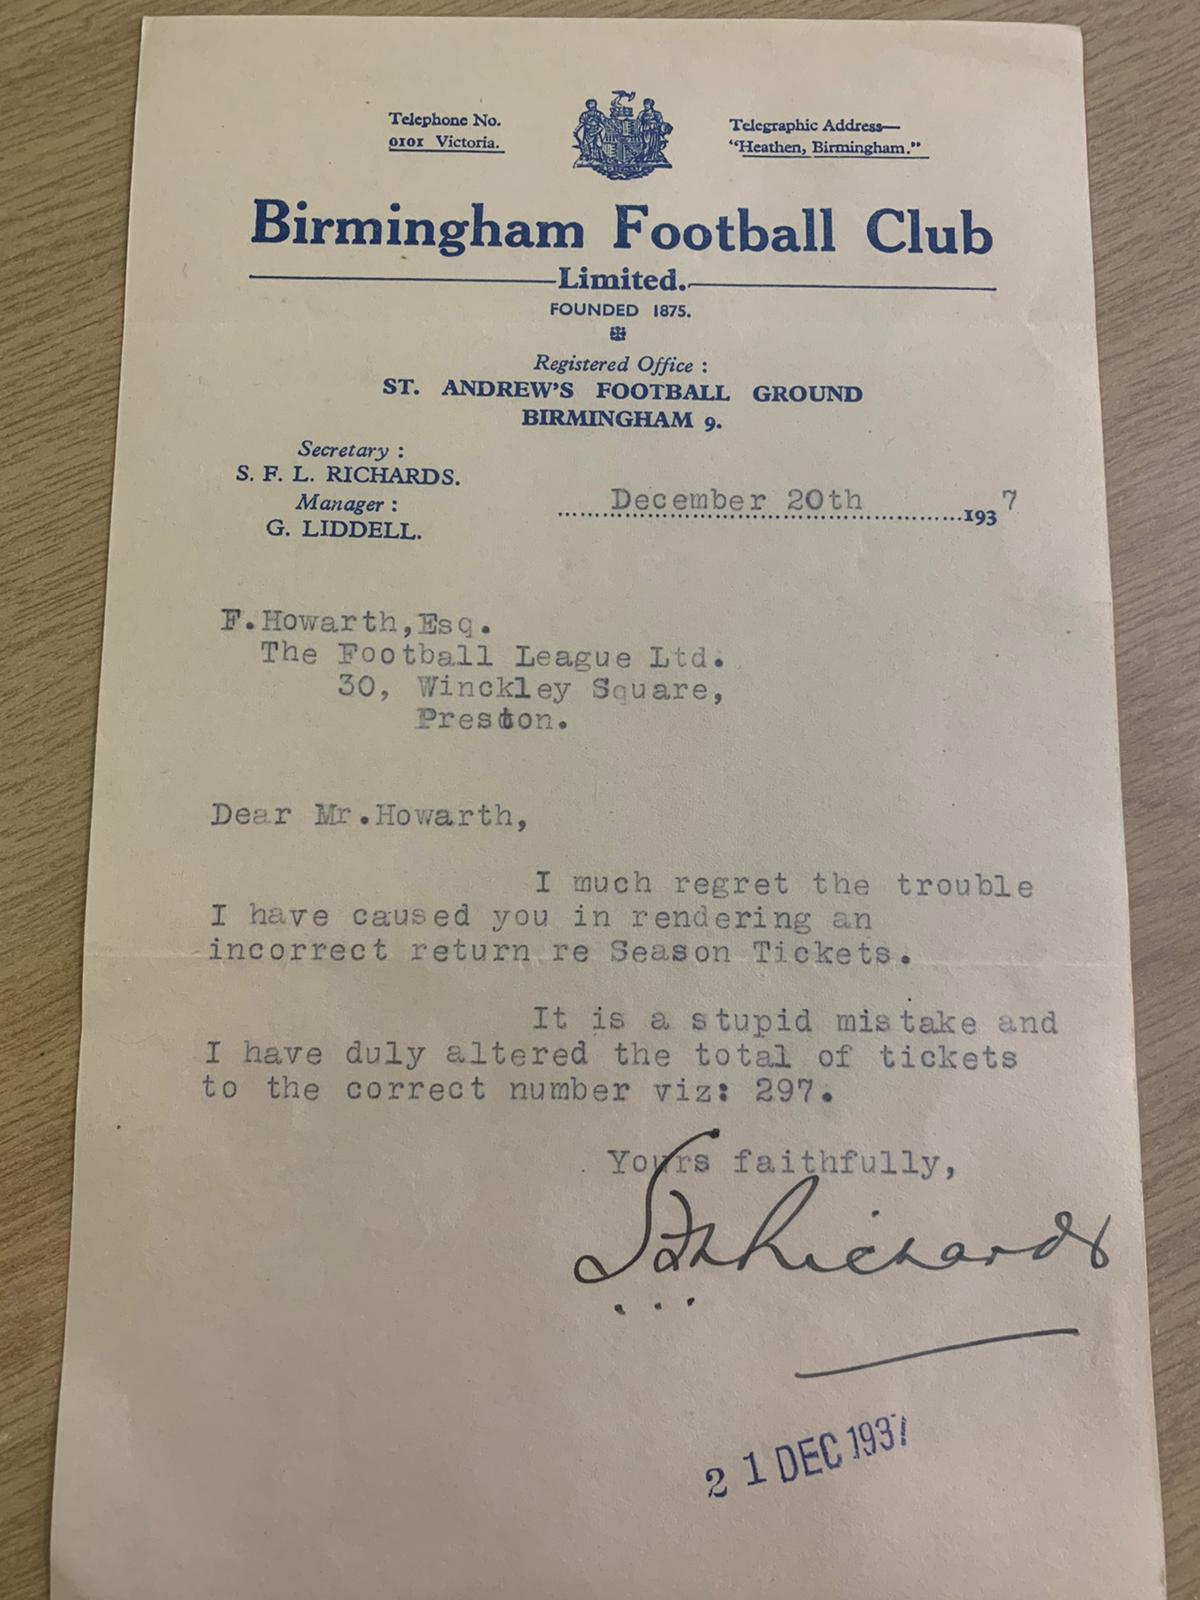 Telephone No.
0101 Victoria.
Telegraphic Address—
"Heathen, Birmingham."
Birmingham Football Club
Limited.
FOUNDED 1875.
Registered Office :
ST. ANDREW'S FOOTBALL GROUND
BIRMINGHAM 9.
Secretary :
S. F. L. RICHARDS.
Manager :
G. LIDDELL.
December 20th 1937
F.Howarth,Esq.
The Football League Ltd.
30, Winckley Square,
Preston.
Dear Mr.Howarth,
I much regret the trouble
I have caused you in rendering an
incorrect return re Season Tickets.
It is a stupid mistake and
I have duly altered the total of tickets
to the correct number viz: 297.
Yours faithfully,
SFLRichards
21 DEC 1937